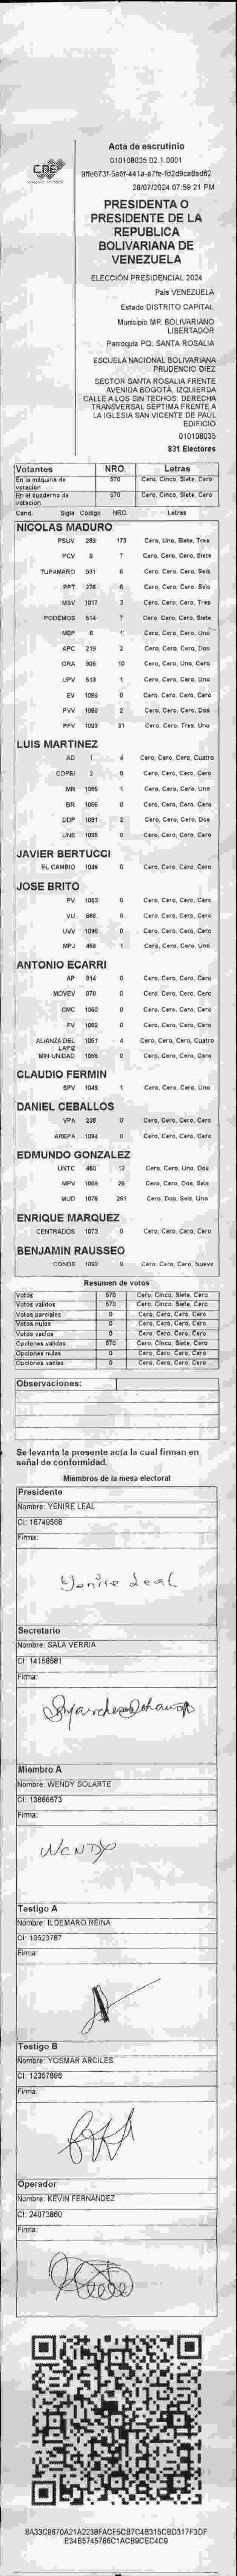 CNE
Acta de escrutinio
010108035.02.1.0001
28/07/2024 07:59:21 PM
PRESIDENTA O
PRESIDENTE DE LA
REPUBLICA
BOLIVARIANA DE
VENEZUELA
ELECCIÓN PRESIDENCIAL 2024
País VENEZUELA
Estado DISTRITO CAPITAL
Municipio MP. BOLIVARIANO
LIBERTADOR
Parroquia PQ. SANTA ROSALIA
ESCUELA NACIONAL BOLIVARIANA
PRUDENCIO DIEZ
SECTOR SANTA ROSALIA FRENTE
AVENIDA BOGOTÁ. IZQUIERDA
CALLE A LOS SIN TECHOS. DERECHA
TRANSVERSAL SEPTIMA FRENTE A
LA IGLESIA SAN VICENTE DE PAUL
EDIFICIO
010108035
831 Electores
Votantes NRO. Letras
En la máquina de votación 570 Cero, Cinco, Siete, Cero
En el cuaderno de votación 570 Cero, Cinco, Siete, Cero
Cand. Sigla Código NRO. Letras
NICOLAS MADURO
PSUV 268 173 Cero, Uno, Siete, Tres
PCV 8 7 Cero, Cero, Cero, Siete
TUPAMARO 931 6 Cero, Cero, Cero, Seis
PPT 276 6 Cero, Cero, Cero, Seis
MSV 1017 3 Cero, Cero, Cero, Tres
PODEMOS 514 7 Cero, Cero, Cero, Siete
MEP 6 1 Cero, Cero, Cero, Uno
APC 219 2 Cero, Cero, Cero, Dos
ORA 906 10 Cero, Cero, Uno, Cero
UPV 513 1 Cero, Cero, Cero, Uno
EV 1089 0 Cero, Cero, Cero, Cero
PVV 1090 2 Cero, Cero, Cero, Dos
PFV 1093 31 Cero, Cero, Tres, Uno
LUIS MARTINEZ
AD 1 4 Cero, Cero, Cero, Cuatro
COPEI 2 0 Cero, Cero, Cero, Cero
MR 1055 1 Cero, Cero, Cero, Uno
BR 1066 0 Cero, Cero, Cero, Cero
DDP 1091 2 Cero, Cero, Cero, Dos
UNE 1095 0 Cero, Cero, Cero, Cero
JAVIER BERTUCCI
EL CAMBIO 1048 0 Cero, Cero, Cero, Cero
JOSE BRITO
PV 1053 0 Cero, Cero, Cero, Cero
VU 868 0 Cero, Cero, Cero, Cero
UVV 1096 0 Cero, Cero, Cero, Cero
MPJ 458 1 Cero, Cero, Cero, Uno
ANTONIO ECARRI
AP 814 0 Cero, Cero, Cero, Cero
MOVEV 878 0 Cero, Cero, Cero, Cero
CMC 1050 0 Cero, Cero, Cero, Cero
FV 1062 0 Cero, Cero, Cero, Cero
ALIANZA DEL LAPIZ 1051 4 Cero, Cero, Cero, Cuatro
MIN UNIDAD 1068 0 Cero, Cero, Cero, Cero
CLAUDIO FERMIN
SPV 1049 1 Cero, Cero, Cero, Uno
DANIEL CEBALLOS
VPA 238 0 Cero, Cero, Cero, Cero
AREPA 1094 0 Cero, Cero, Cero, Cero
EDMUNDO GONZALEZ
UNTC 460 12 Cero, Cero, Uno, Dos
MPV 1069 26 Cero, Cero, Dos, Seis
MUD 1076 261 Cero, Dos, Seis, Uno
ENRIQUE MARQUEZ
CENTRADOS 1073 0 Cero, Cero, Cero, Cero
BENJAMIN RAUSSEO
CONDE 1092 9 Cero, Cero, Cero, Nueve
Resumen de votos
Votos 570 Cero, Cinco, Siete, Cero
Votos validos 570 Cero, Cinco, Siete, Cero
Votos parciales 0 Cero, Cero, Cero, Cero
Votos nulos 0 Cero, Cero, Cero, Cero
Votos vacios 0 Cero, Cero, Cero, Cero
Opciones validas 570 Cero, Cinco, Siete, Cero
Opciones nulas 0 Cero, Cero, Cero, Cero
Opciones vacias 0 Cero, Cero, Cero, Cero
Observaciones:
Se levanta la presente acta la cual firman en
señal de conformidad.
Miembros de la mesa electoral
Presidente
Nombre: YENIRE LEAL
CI: 16749568
Firma:
Yenire Leal
Secretario
Nombre: SALA VERRIA
CI: 14158581
Firma:
Miembro A
Nombre: WENDY SOLARTE
CI: 13866673
Firma:
WENDY
Testigo A
Nombre: ILDEMARO REINA
CI: 10523787
Firma:
Testigo B
Nombre: YOSMAR ARCILES
CI: 12357696
Firma:
Operador
Nombre: KEVIN FERNANDEZ
CI: 24073860
Firma:
8A33C9670A21A2238FACF5CB7C4B315CBD317F3DF
E34B5745786C1ACB9CEC4C9